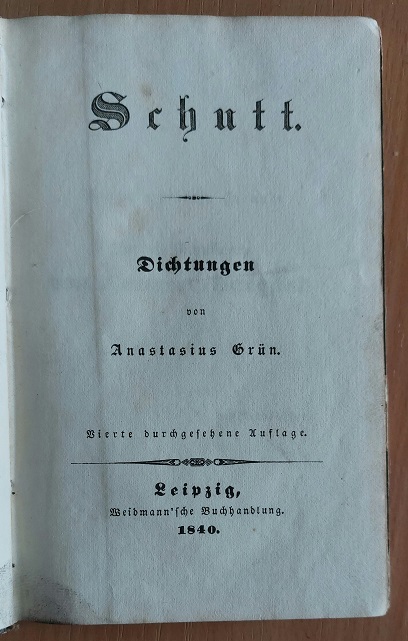 Schutt.
Dichtungen
von
Anastasius Grün.
Vierte durchgesehene Auflage.
Leipzig,
Weidmann'sche Buchhandlung.
1840.